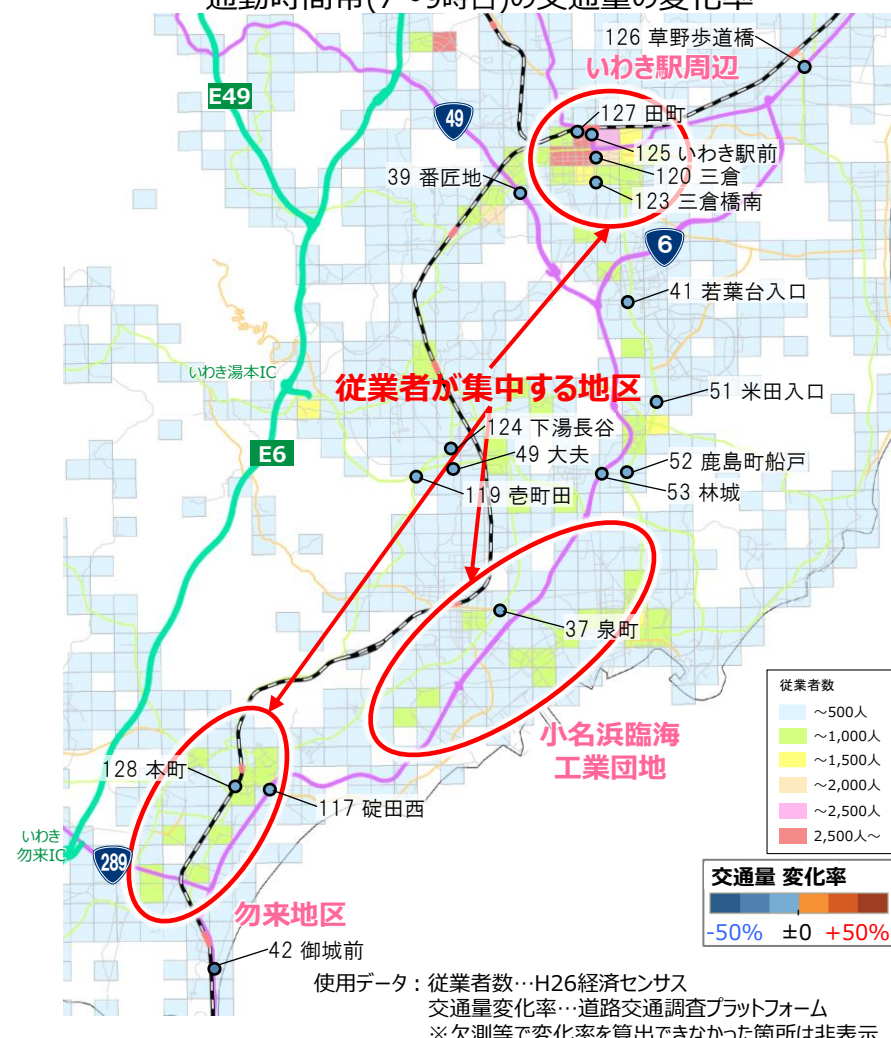 通勤時間帯(7～9時台)の交通量の変化率
126 草野歩道橋
いわき駅周辺
E49
49
127 田町
125 いわき駅前
39 番匠地
120 三倉
123 三倉橋南
6
41 若葉台入口
いわき湯本IC
従業者が集中する地区
51 米田入口
124 下湯長谷
E6
49 大夫
52 鹿島町船戸
119 壱町田
53 林城
37 泉町
従業者数
～500人
～1,000人
～1,500人
～2,000人
～2,500人
2,500人～
小名浜臨海
工業団地
128 本町
117 碇田西
いわき
勿来IC
289
交通量 変化率
-50% ±0 +50%
勿来地区
42 御城前
使用データ：従業者数…H26経済センサス
交通量変化率…道路交通調査プラットフォーム
※欠測等で変化率を算出できなかった箇所は非表示